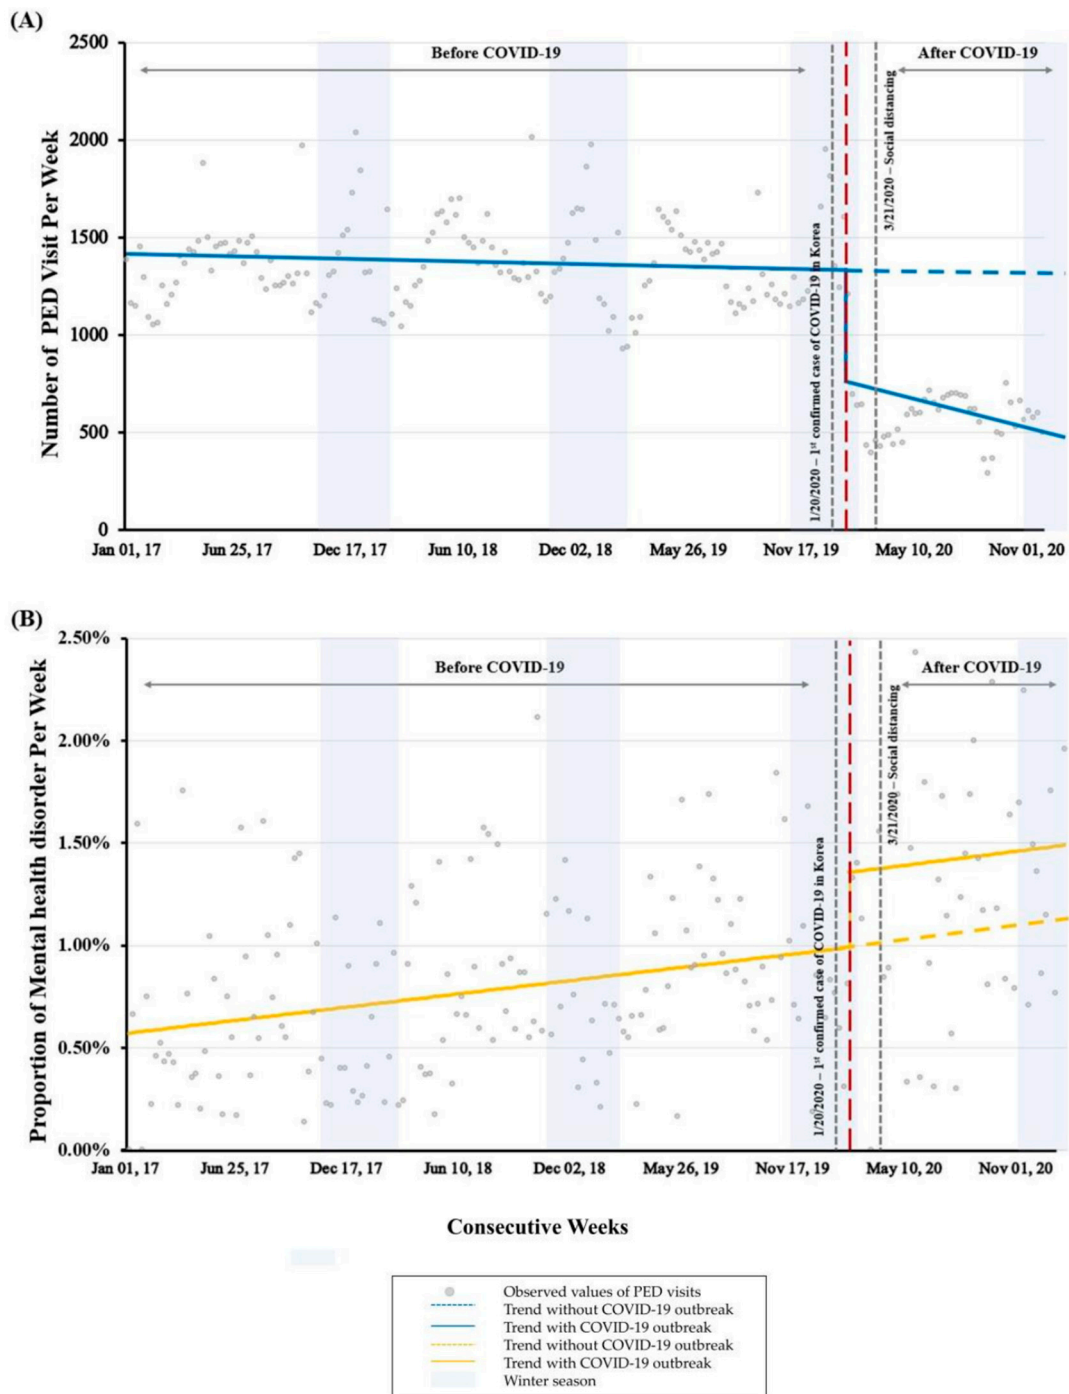 (A)
Number of PED Visit Per Week
2500
2000
1500
1000
500
0
Before COVID-19
After COVID-19
1/20/2020 – 1st confirmed case of COVID-19 in Korea
3/21/2020 – Social distancing
Jan 01, 17 Jun 25, 17 Dec 17, 17 Jun 10, 18 Dec 02, 18 May 26, 19 Nov 17, 19 May 10, 20 Nov 01, 20
(B)
Proportion of Mental health disorder Per Week
2.50%
2.00%
1.50%
1.00%
0.50%
0.00%
Before COVID-19
After COVID-19
1/20/2020 – 1st confirmed case of COVID-19 in Korea
3/21/2020 – Social distancing
Jan 01, 17 Jun 25, 17 Dec 17, 17 Jun 10, 18 Dec 02, 18 May 26, 19 Nov 17, 19 May 10, 20 Nov 01, 20
Consecutive Weeks
Observed values of PED visits
Trend without COVID-19 outbreak
Trend with COVID-19 outbreak
Trend without COVID-19 outbreak
Trend with COVID-19 outbreak
Winter season